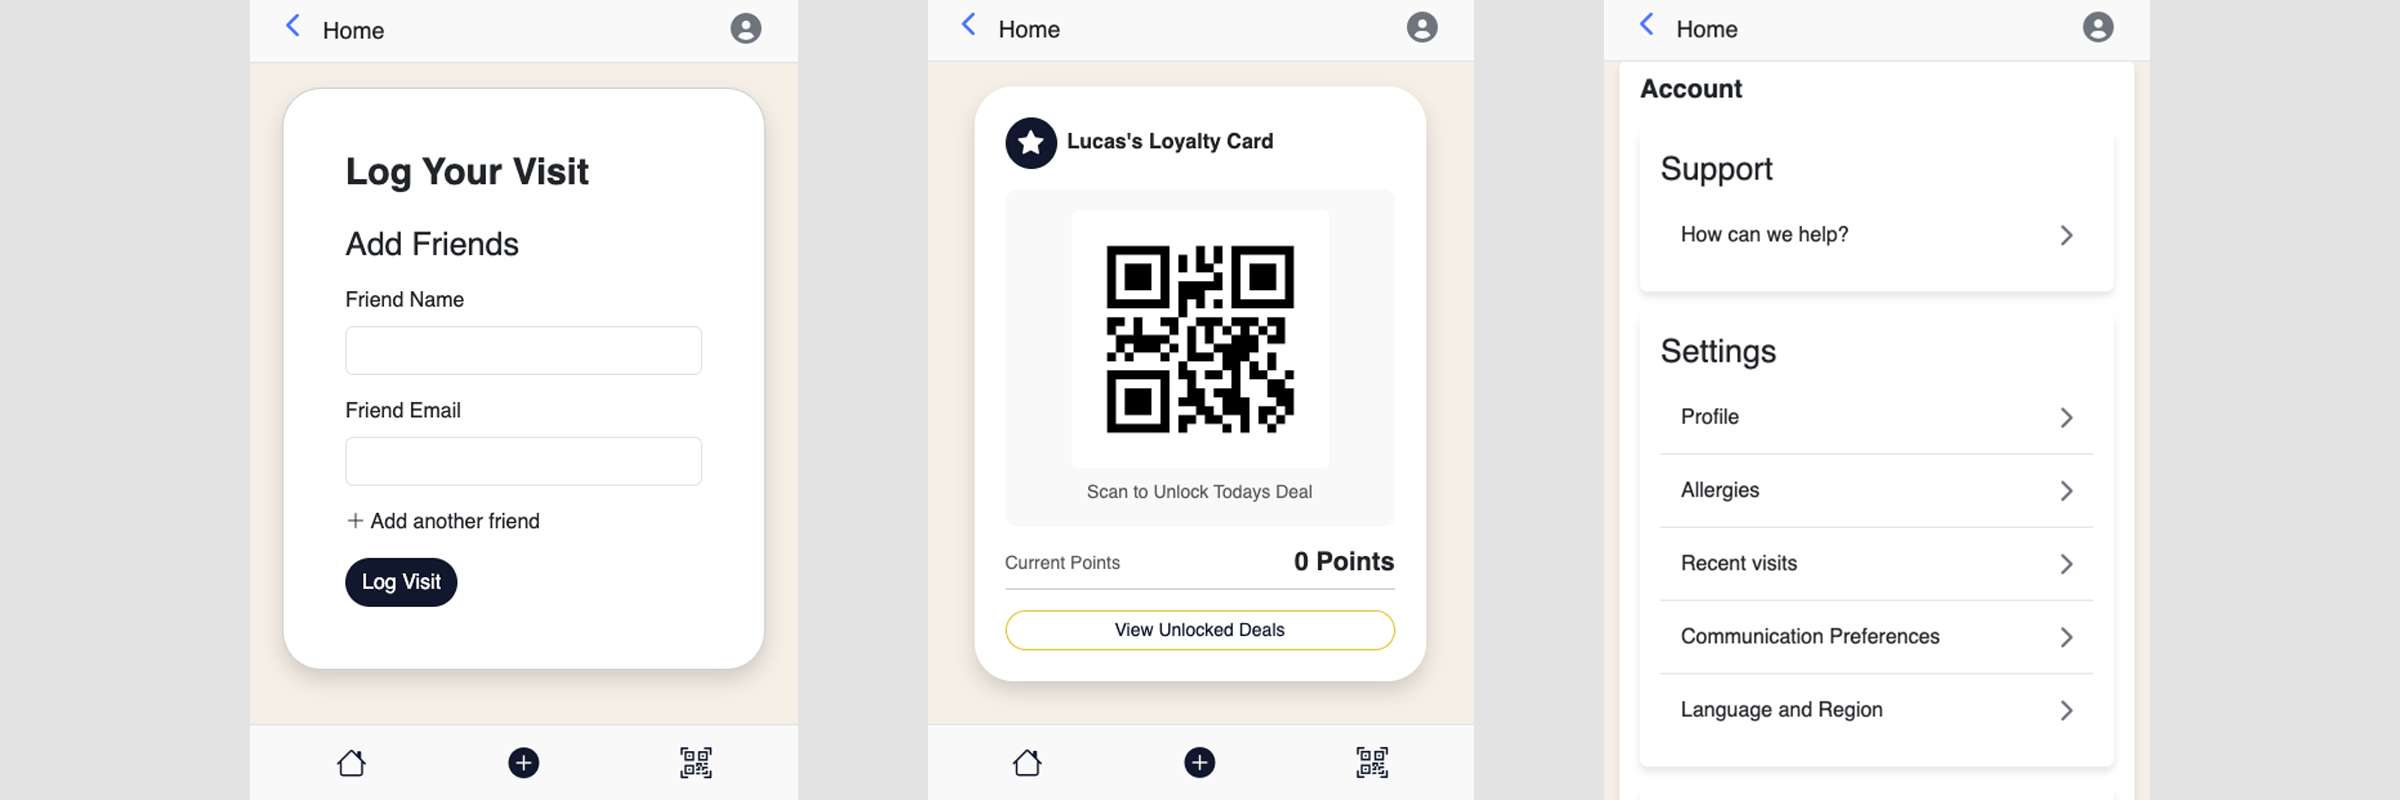 Home
Log Your Visit
Add Friends
Friend Name
Friend Email
+ Add another friend
Log Visit
Home
Lucas's Loyalty Card
Scan to Unlock Todays Deal
Current Points
0 Points
View Unlocked Deals
Home
Account
Support
How can we help?
Settings
Profile
Allergies
Recent visits
Communication Preferences
Language and Region